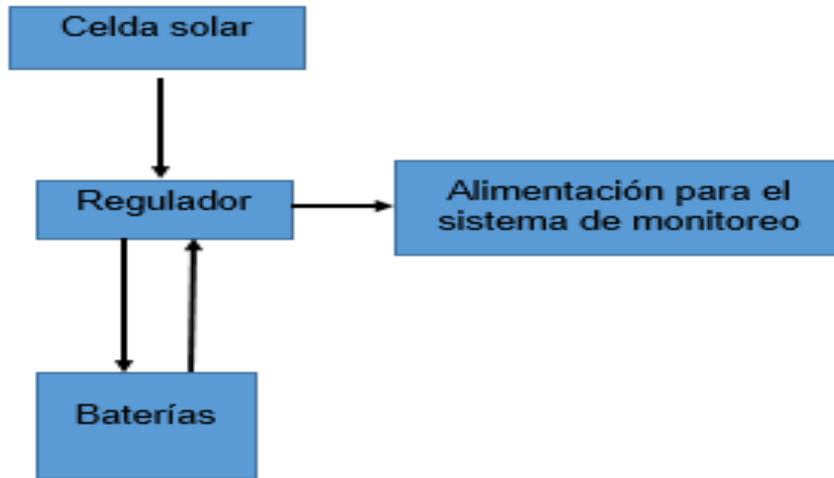 Celda solar
Regulador
Alimentación para el
sistema de monitoreo
Baterías